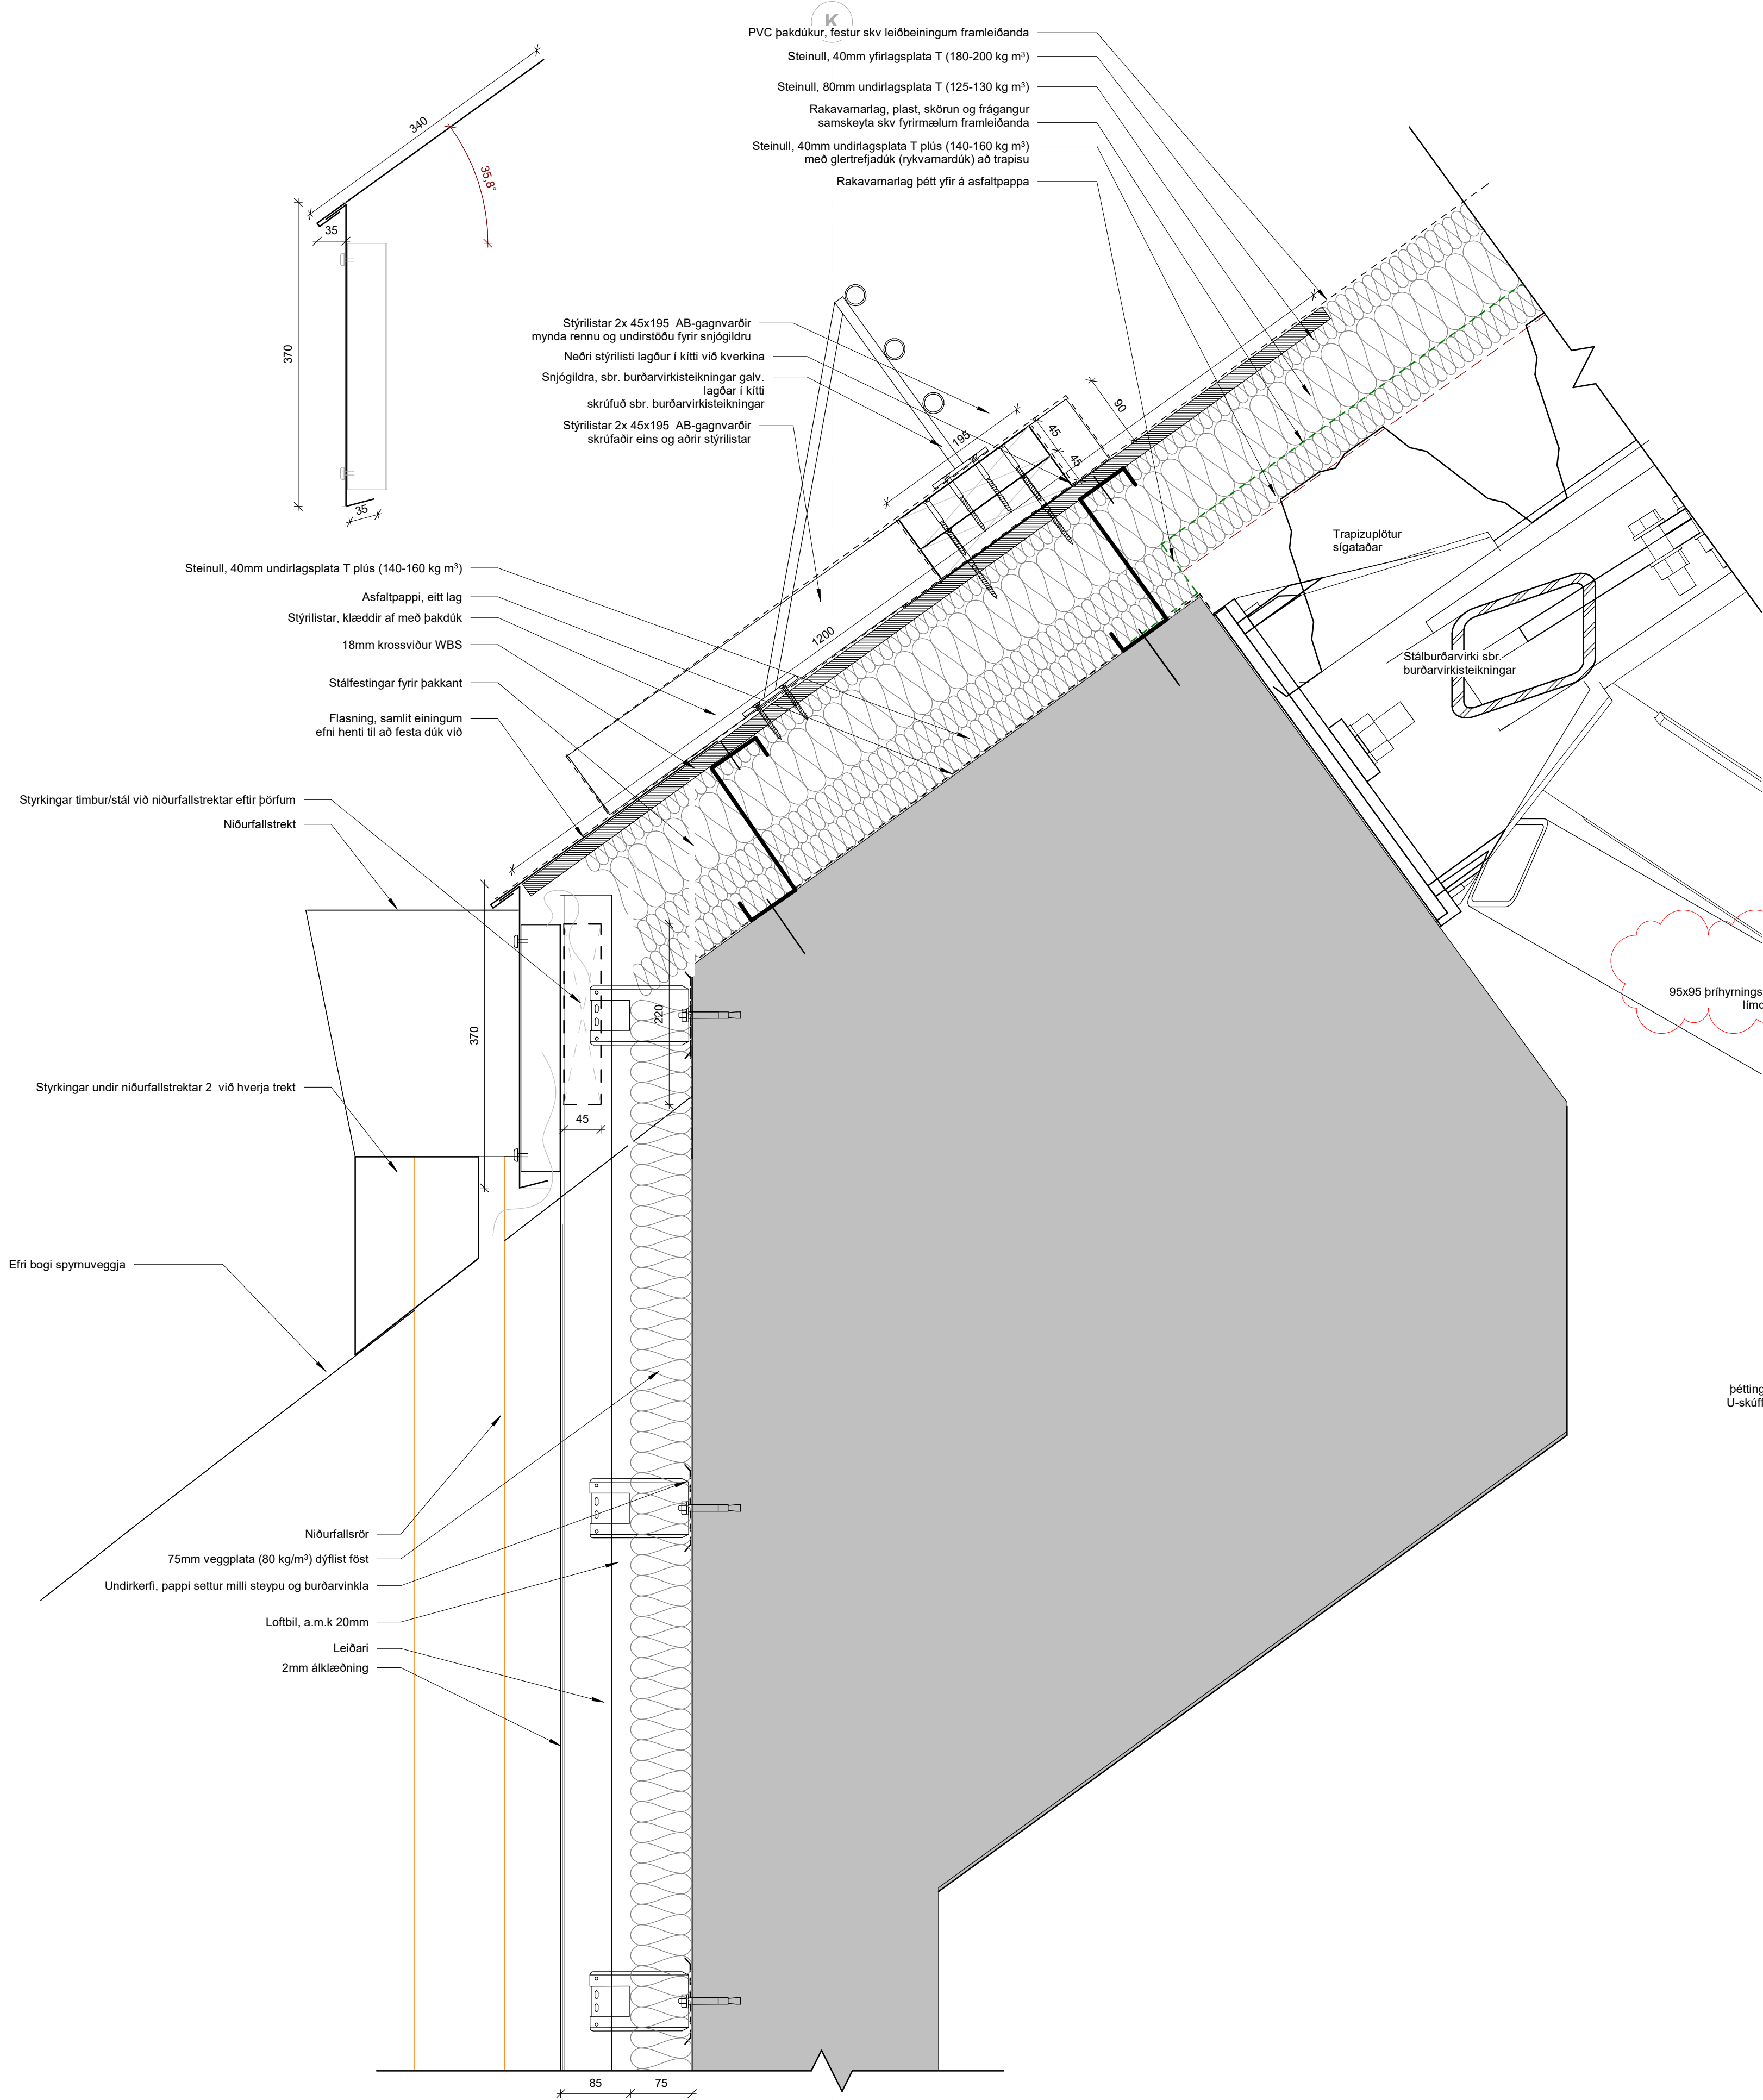 K
PVC þakdúkur, festur skv leiðbeiningum framleiðanda
Steinull, 40mm yfirlagsplata T (180-200 kg m³)
Steinull, 80mm undirlagsplata T (125-130 kg m³)
Rakavarnarlag, plast, skörun og frágangur
samskeyta skv fyrirmælum framleiðanda
Steinull, 40mm undirlagsplata T plús (140-160 kg m³)
með glertrefjadúk (rykvarnardúk) að trapisu
Rakavarnarlag þétt yfir á asfaltpappa
340
35,8°
35
370
35
Stýrilistar 2x 45x195  AB-gagnvarðir
mynda rennu og undirstöðu fyrir snjógildru
Neðri stýrilisti lagður í kítti við kverkina
Snjógildra, sbr. burðarvirkisteikningar galv.
lagðar í kítti
skrúfuð sbr. burðarvirkisteikningar
Stýrilistar 2x 45x195  AB-gagnvarðir
skrúfaðir eins og aðrir stýrilistar
195
90
45
45
1200
Trapizuplötur
sígataðar
Stálburðarvirki sbr.
burðarvirkisteikningar
Steinull, 40mm undirlagsplata T plús (140-160 kg m³)
Asfaltpappi, eitt lag
Stýrilistar, klæddir af með þakdúk
18mm krossviður WBS
Stálfestingar fyrir þakkant
Flasning, samlit einingum
efni henti til að festa dúk við
Styrkingar timbur/stál við niðurfallstrektar eftir þörfum
Niðurfallstrekt
370
220
45
95x95 þríhyrnings
límd
Styrkingar undir niðurfallstrektar 2  við hverja trekt
Efri bogi spyrnuveggja
þétting
U-skúff
Niðurfallsrör
75mm veggplata (80 kg/m³) dýflist föst
Undirkerfi, pappi settur milli steypu og burðarvinkla
Loftbil, a.m.k 20mm
Leiðari
2mm álklæðning
85
75